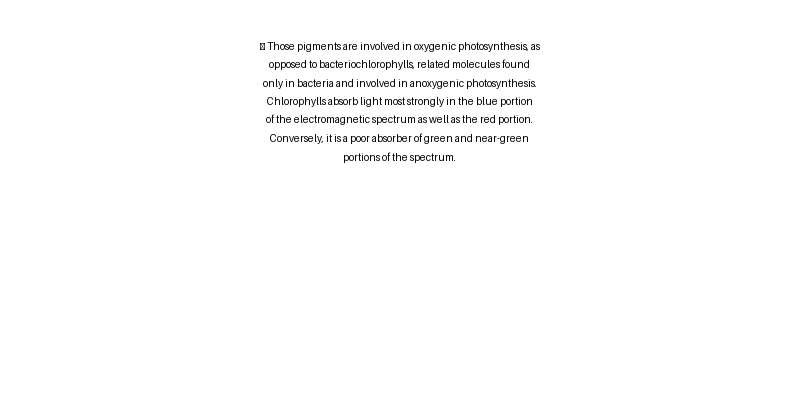 Those pigments are involved in oxygenic photosynthesis, as
opposed to bacteriochlorophylls, related molecules found
only in bacteria and involved in anoxygenic photosynthesis.
Chlorophylls absorb light most strongly in the blue portion
of the electromagnetic spectrum as well as the red portion.
Conversely, it is a poor absorber of green and near-green
portions of the spectrum.